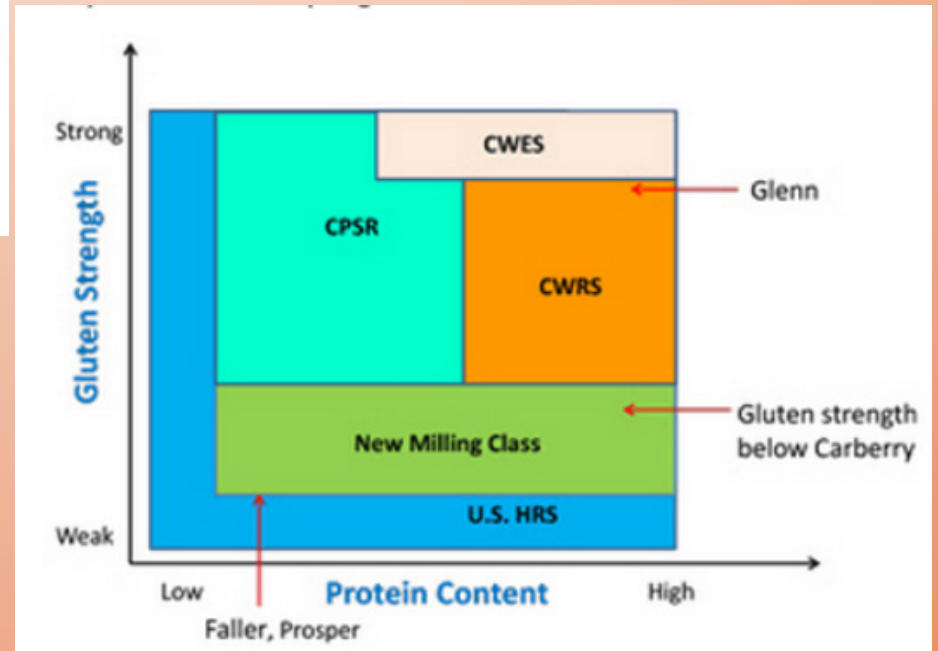 Strong
CWES
Glenn
CPSR
CWRS
Gluten Strength
Gluten strength
below Carberry
New Milling Class
U.S. HRS
Weak
Low
Protein Content
High
Faller, Prosper